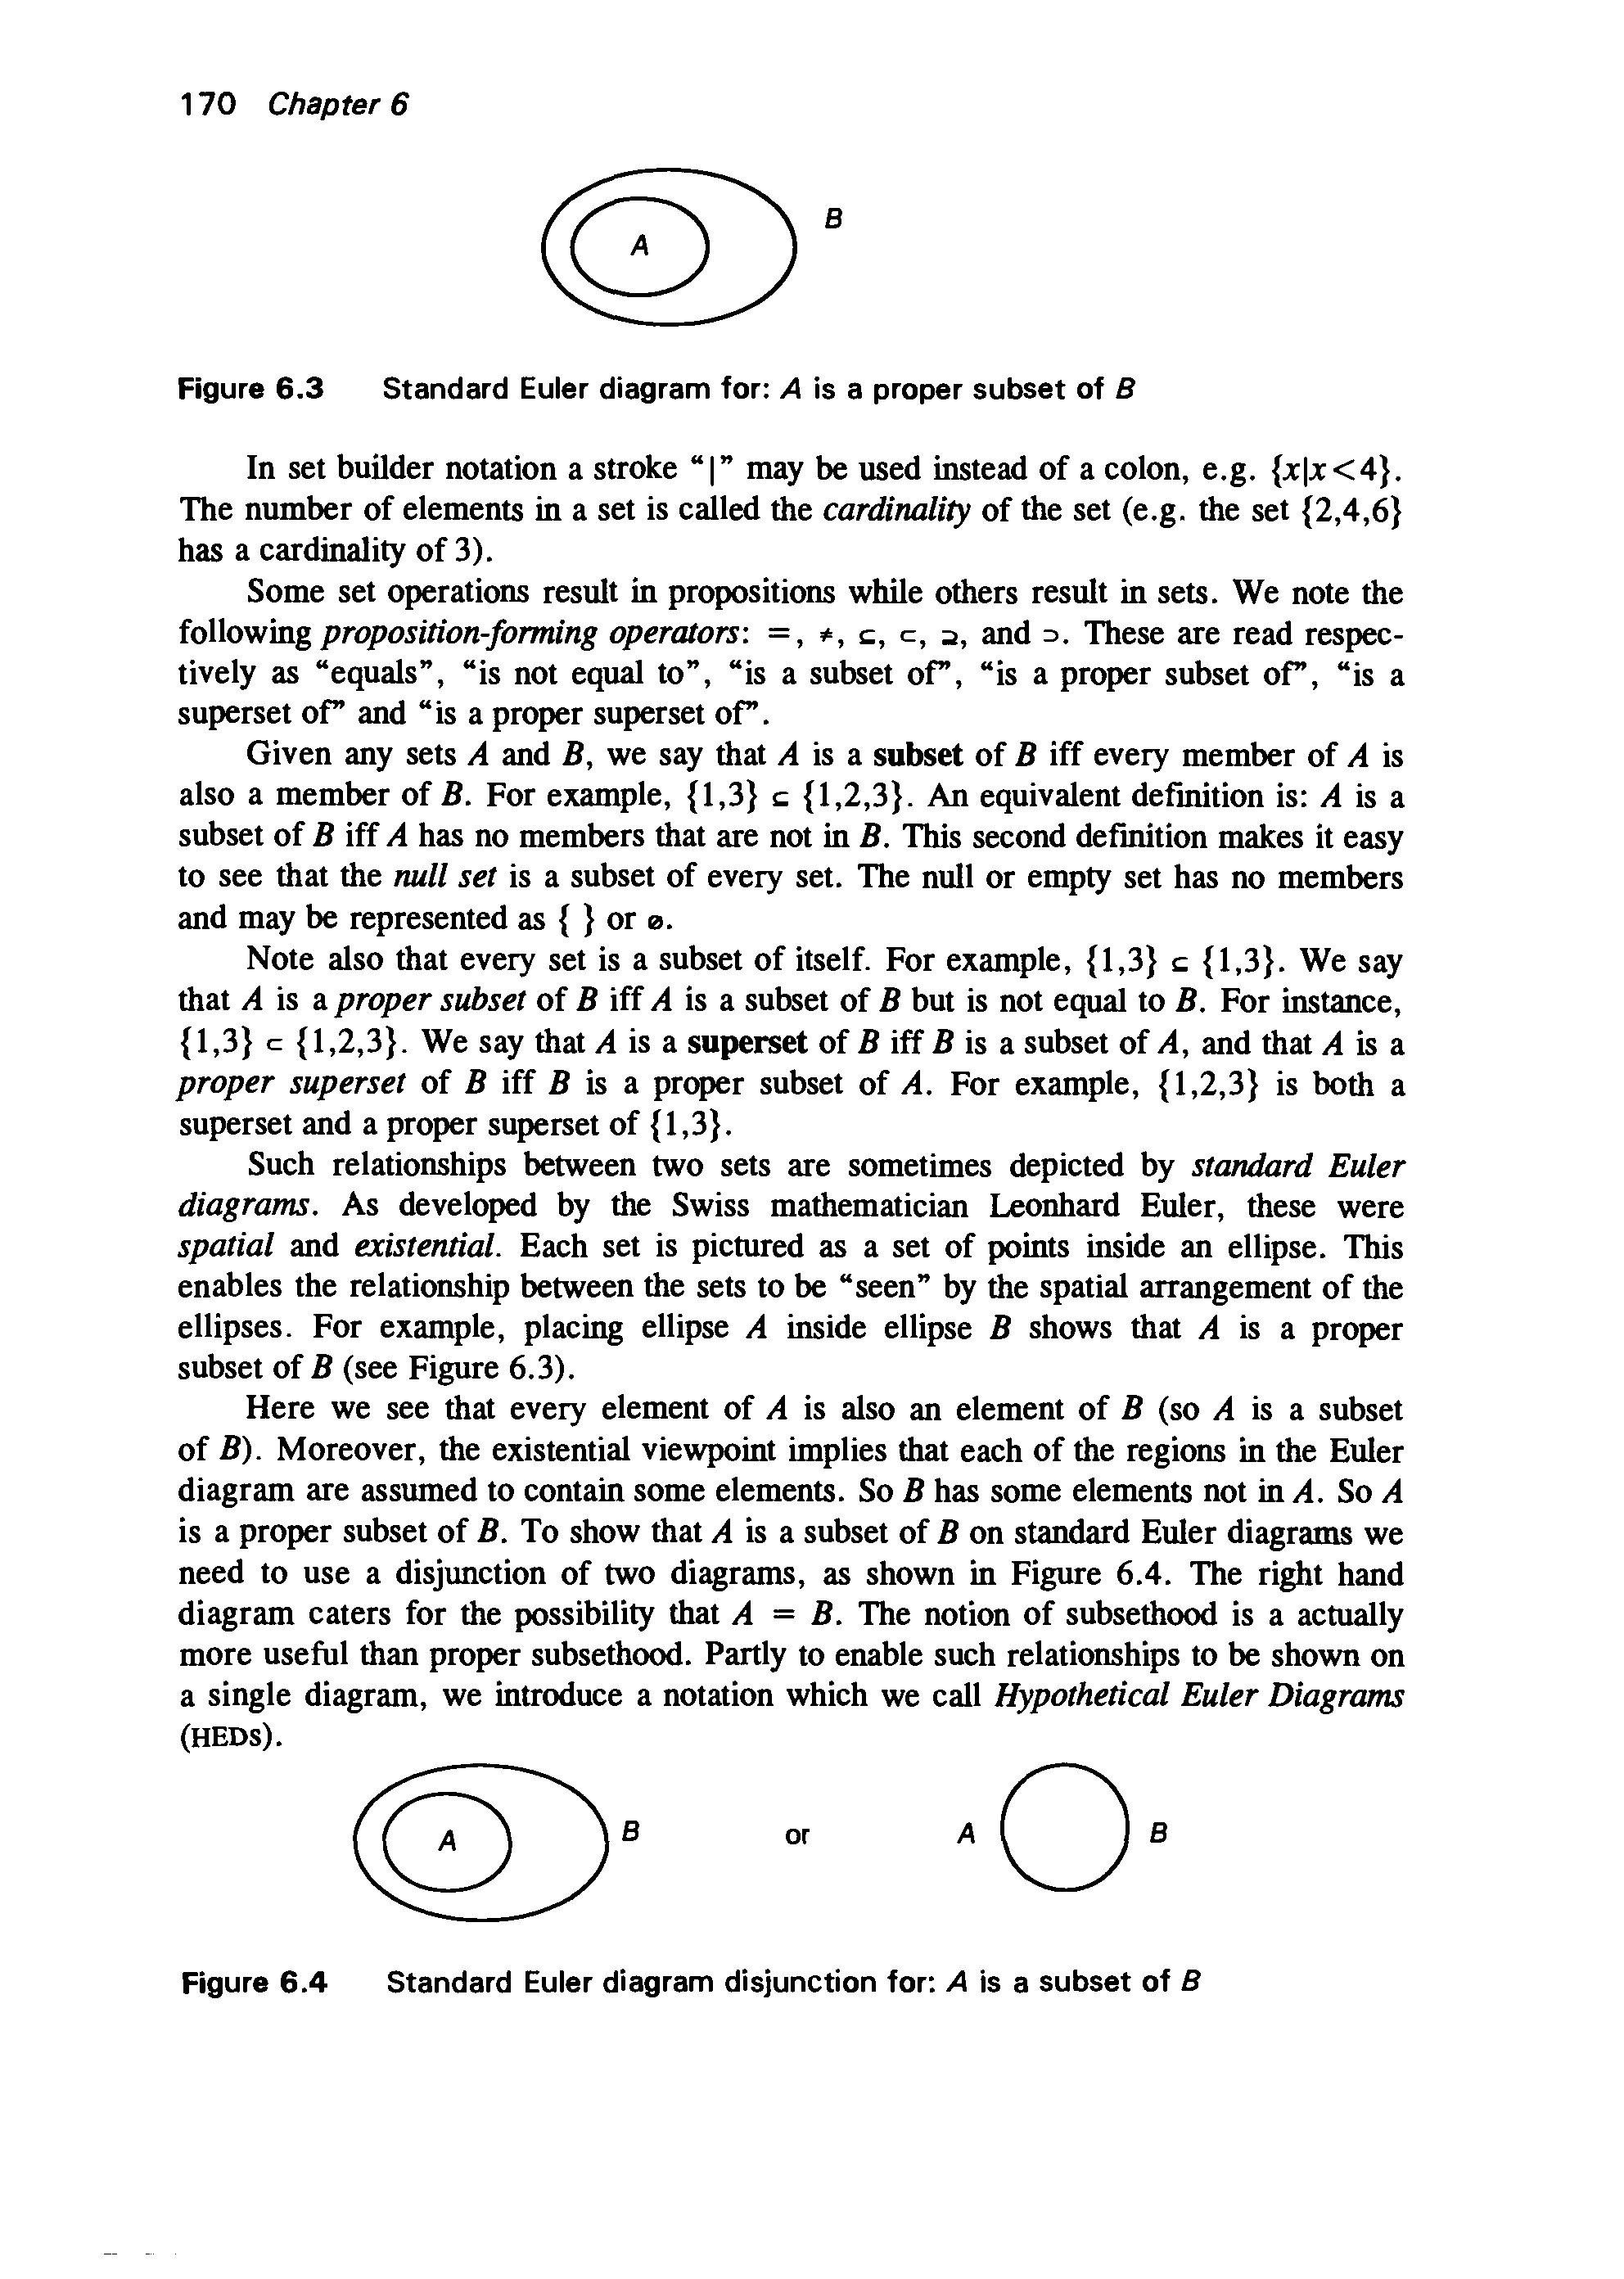 170 Chapter 6
B
A
Figure 6.3 Standard Euler diagram for: A is a proper subset of B
In set builder notation a stroke “|” may be used instead of a colon, e.g. {x|x<4}.
The number of elements in a set is called the cardinality of the set (e.g. the set {2,4,6}
has a cardinality of 3).
Some set operations result in propositions while others result in sets. We note the
following proposition-forming operators: =, ≠, ⊆, ⊂, ⊇, and ⊃. These are read respec-
tively as “equals”, “is not equal to”, “is a subset of”, “is a proper subset of”, “is a
superset of” and “is a proper superset of”.
Given any sets A and B, we say that A is a subset of B iff every member of A is
also a member of B. For example, {1,3} ⊆ {1,2,3}. An equivalent definition is: A is a
subset of B iff A has no members that are not in B. This second definition makes it easy
to see that the null set is a subset of every set. The null or empty set has no members
and may be represented as { } or ∅.
Note also that every set is a subset of itself. For example, {1,3} ⊆ {1,3}. We say
that A is a proper subset of B iff A is a subset of B but is not equal to B. For instance,
{1,3} ⊂ {1,2,3}. We say that A is a superset of B iff B is a subset of A, and that A is a
proper superset of B iff B is a proper subset of A. For example, {1,2,3} is both a
superset and a proper superset of {1,3}.
Such relationships between two sets are sometimes depicted by standard Euler
diagrams. As developed by the Swiss mathematician Leonhard Euler, these were
spatial and existential. Each set is pictured as a set of points inside an ellipse. This
enables the relationship between the sets to be “seen” by the spatial arrangement of the
ellipses. For example, placing ellipse A inside ellipse B shows that A is a proper
subset of B (see Figure 6.3).
Here we see that every element of A is also an element of B (so A is a subset
of B). Moreover, the existential viewpoint implies that each of the regions in the Euler
diagram are assumed to contain some elements. So B has some elements not in A. So A
is a proper subset of B. To show that A is a subset of B on standard Euler diagrams we
need to use a disjunction of two diagrams, as shown in Figure 6.4. The right hand
diagram caters for the possibility that A = B. The notion of subsethood is a actually
more useful than proper subsethood. Partly to enable such relationships to be shown on
a single diagram, we introduce a notation which we call Hypothetical Euler Diagrams
(HEDs).
A B or A B
Figure 6.4 Standard Euler diagram disjunction for: A is a subset of B